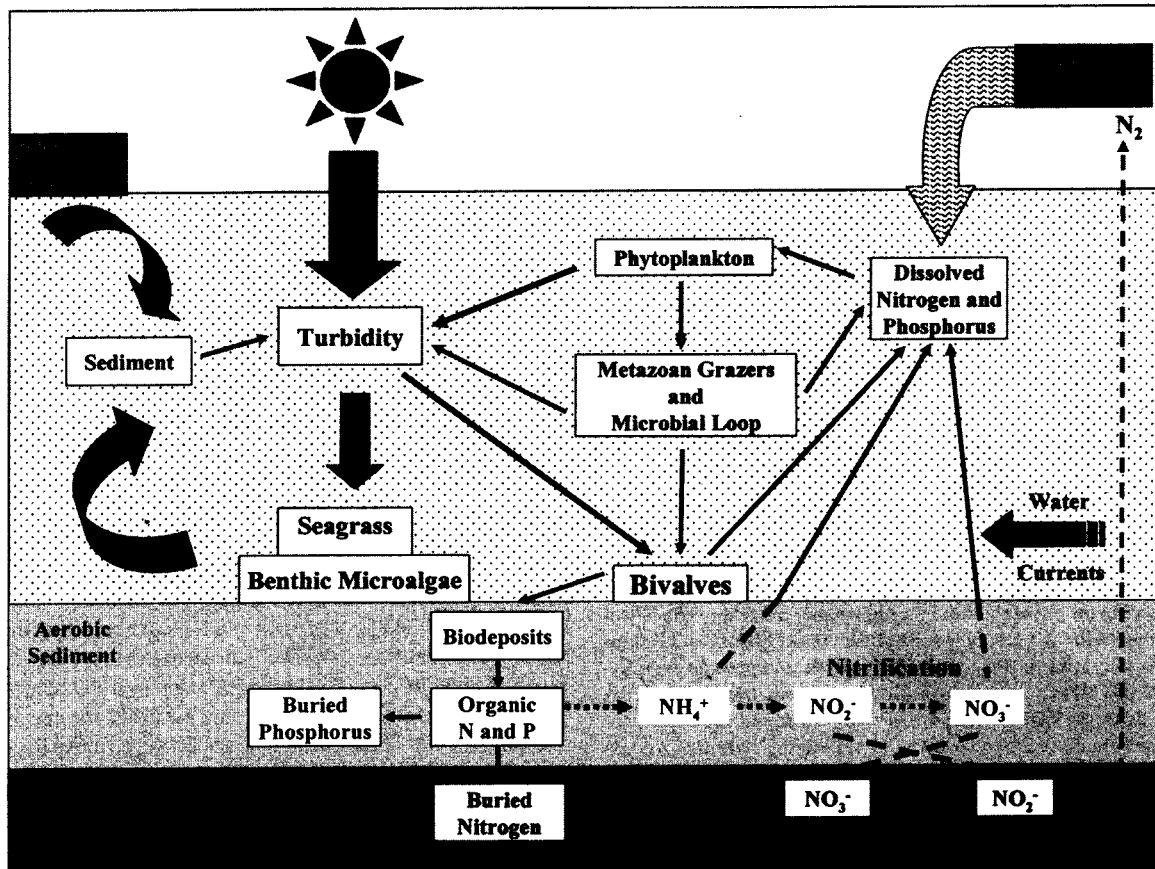 N₂
Phytoplankton
Dissolved
Nitrogen and
Phosphorus
Turbidity
Sediment
Metazoan Grazers
and
Microbial Loop
Water
Currents
Seagrass
Benthic Microalgae
Bivalves
Aerobic
Sediment
Biodeposits
Nitrification
Buried
Phosphorus
Organic
N and P
NH₄⁺
NO₂⁻
NO₃⁻
Buried
Nitrogen
NO₃⁻
NO₂⁻